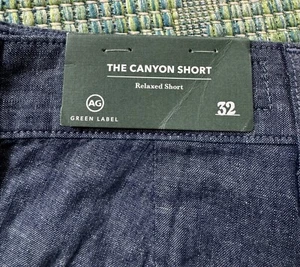 THE CANYON SHORT
Relaxed Short
AG
GREEN LABEL
32